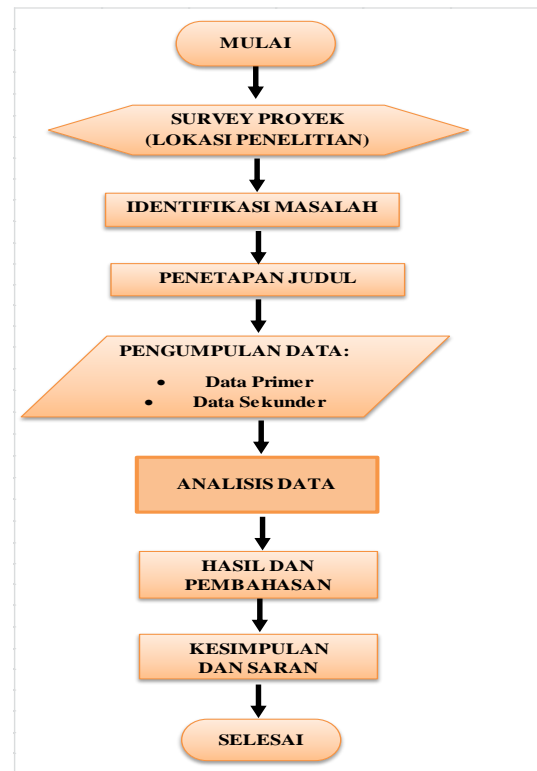 MULAI
SURVEY PROYEK
(LOKASI PENELITIAN)
IDENTIFIKASI MASALAH
PENETAPAN JUDUL
PENGUMPULAN DATA:
• Data Primer
• Data Sekunder
ANALISIS DATA
HASIL DAN
PEMBAHASAN
KESIMPULAN
DAN SARAN
SELESAI